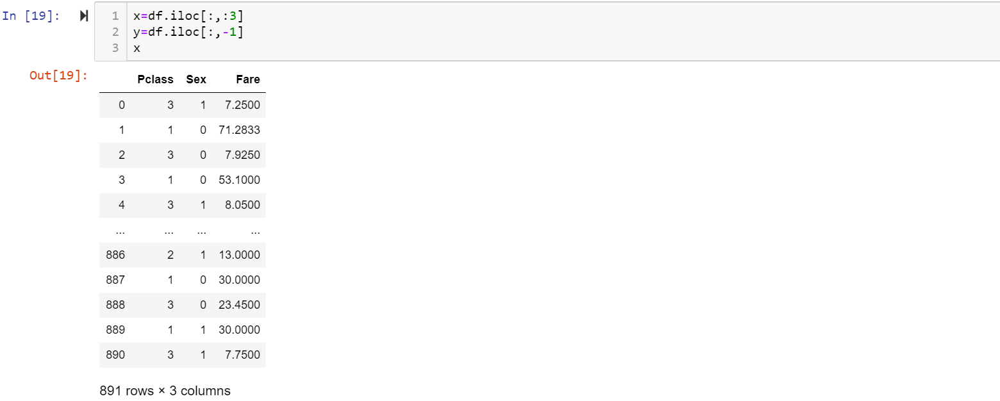 In [19]:
1 x=df.iloc[:,:3]
2 y=df.iloc[:,-1]
3 x
Out[19]:
Pclass Sex Fare
0 3 1 7.2500
1 1 0 71.2833
2 3 0 7.9250
3 1 0 53.1000
4 3 1 8.0500
... ... ... ...
886 2 1 13.0000
887 1 0 30.0000
888 3 0 23.4500
889 1 1 30.0000
890 3 1 7.7500
891 rows × 3 columns